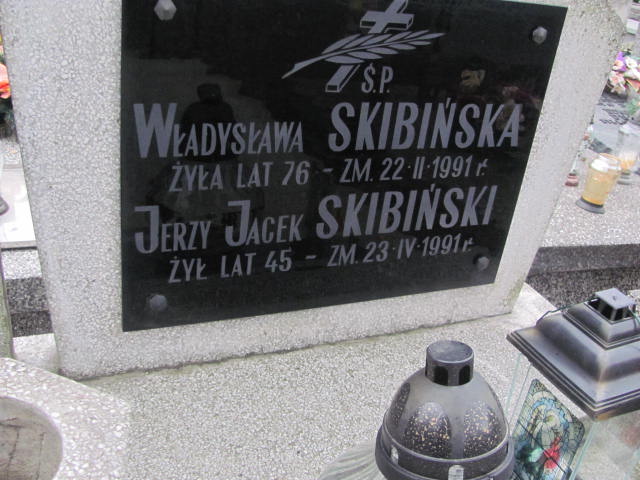 Ś.P.
WŁADYSŁAWA SKIBIŃSKA
ŻYŁA LAT 76 - ZM. 22·II·1991 r.
JERZY JACEK SKIBIŃSKI
ŻYŁ LAT 45 - ZM. 23·IV·1991 r.